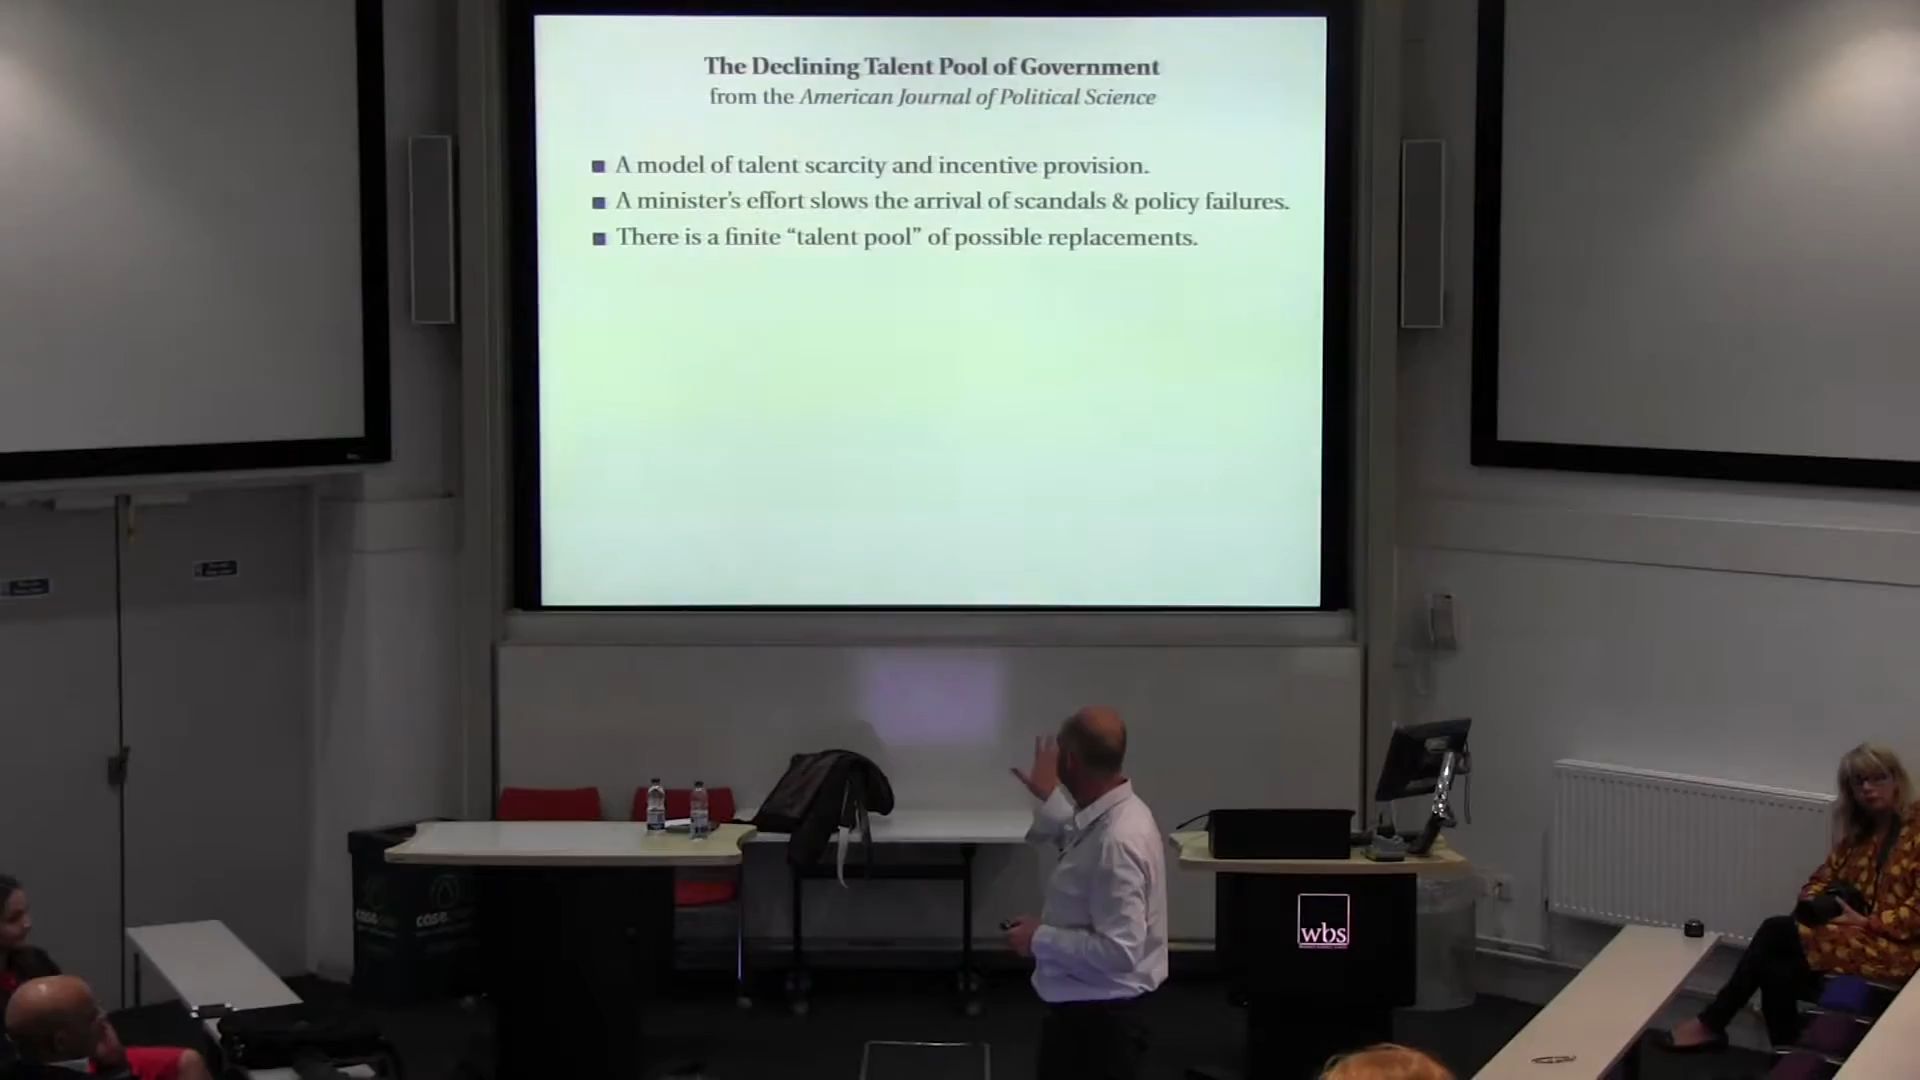 The Declining Talent Pool of Government
from the American Journal of Political Science
A model of talent scarcity and incentive provision.
A minister's effort slows the arrival of scandals & policy failures.
There is a finite “talent pool” of possible replacements.
wbs